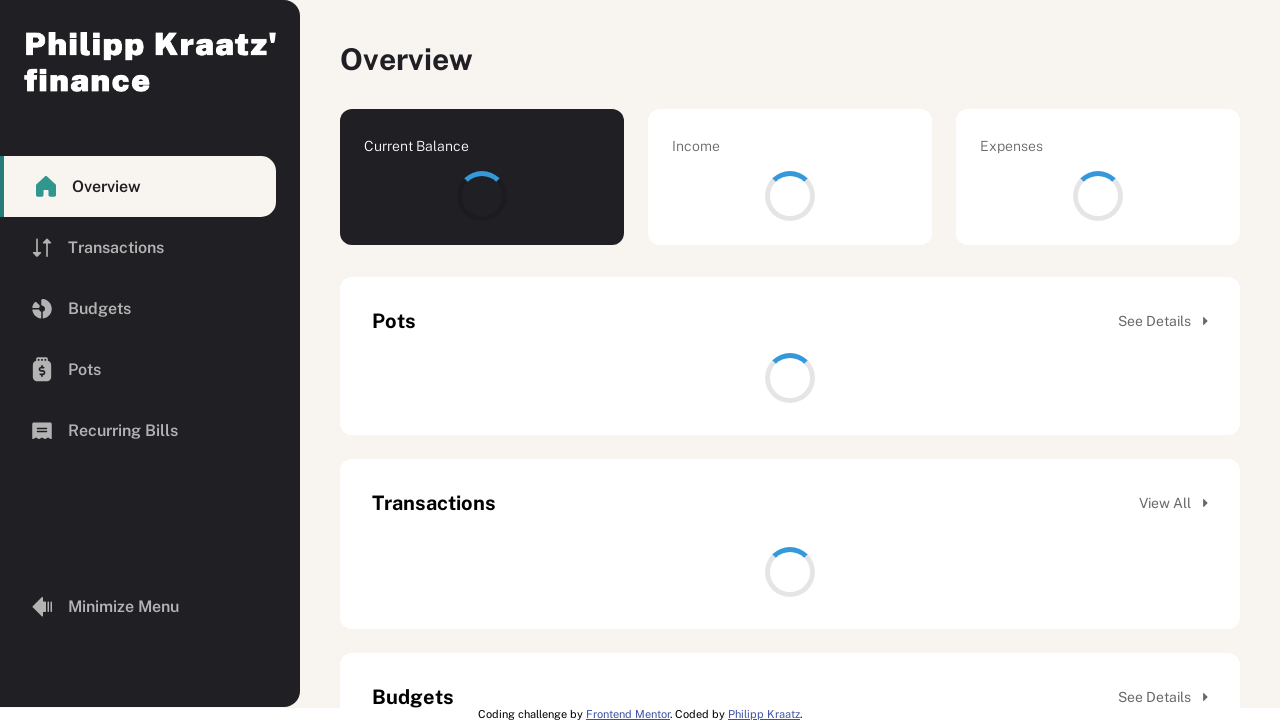 Philipp Kraatz'
finance
Overview
Transactions
Budgets
Pots
Recurring Bills
Minimize Menu
Overview
Current Balance
Income
Expenses
Pots
See Details
Transactions
View All
Budgets
See Details
Coding challenge by Frontend Mentor. Coded by Philipp Kraatz.